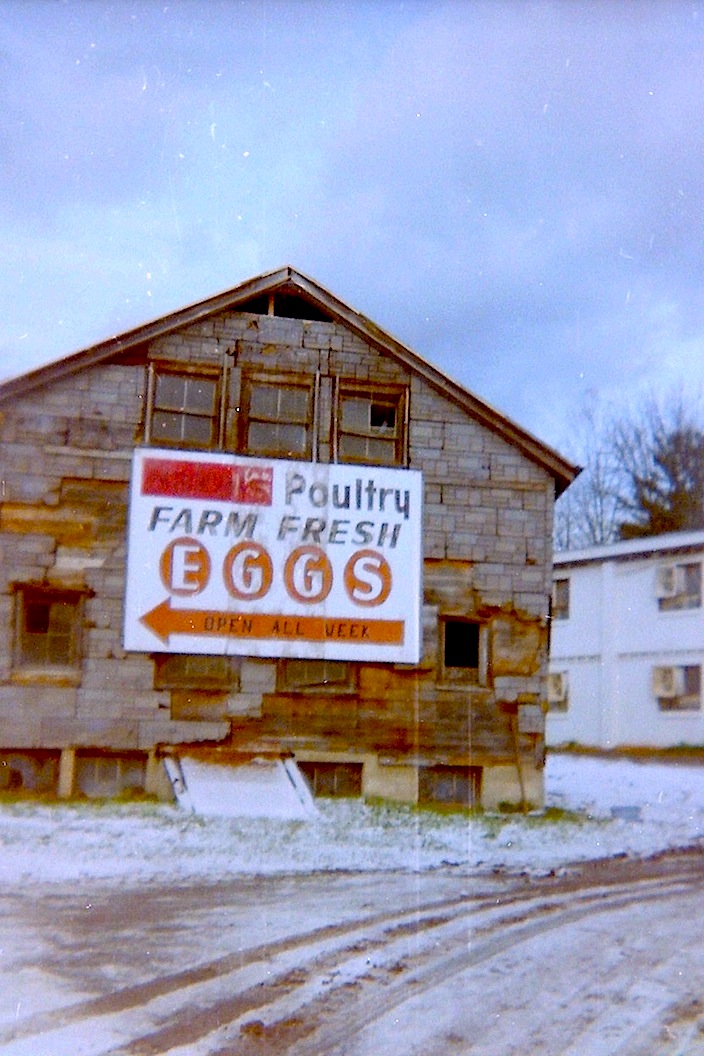 Poultry
FARM FRESH
EGGS
OPEN ALL WEEK